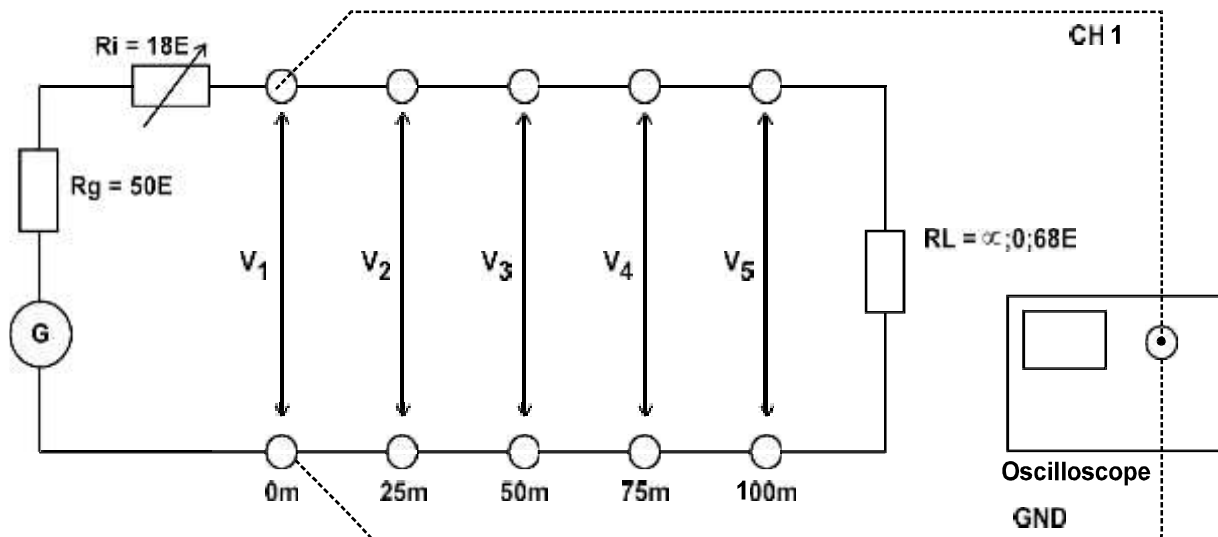 CH 1
Ri = 18E
Rg = 50E
V1
V2
V3
V4
V5
RL = ∝;0;68E
G
0m
25m
50m
75m
100m
Oscilloscope
GND